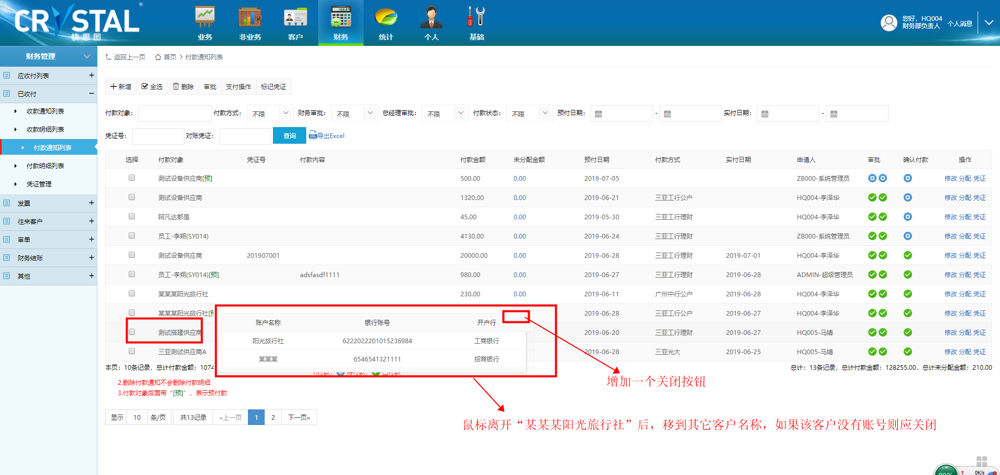 CRYSTAL ®
快思图
业务 非业务 客户 财务 统计 个人 基础
您好，HQ004
财务部负责人
个人消息
财务管理
应收付列表 +
已收付 −
收款通知列表
收款明细列表
付款通知列表
付款明细列表
凭证管理
发票 +
往来客户 +
审单 +
财务结账 +
其他 +
返回上一页 首页 > 付款通知列表
新增 全选 删除 审批 支付操作 标记凭证
付款对象： 付款方式： 不限 财务审批： 不限 总经理审批： 不限 付款状态： 不限 预付日期： - 实付日期： -
凭证号： 对账凭证： 查询 导出Excel
选择 付款对象 凭证号 付款内容 付款金额 未分配金额 预付日期 付款方式 实付日期 申请人 审批 确认付款 操作
测试设备供应商[预] 500.00 0.00 2019-07-05 ZB000-系统管理员 修改 分配 凭证
测试设备供应商 1320.00 0.00 2019-06-21 三亚工行公户 HQ004-李泽华 修改 分配 凭证
阿凡达都是 45.00 0.00 2019-05-30 三亚工行理财 HQ004-李泽华 修改 分配 凭证
员工-李朔(SY014) 4130.00 0.00 2019-06-24 三亚工行理财 ZB000-系统管理员 修改 分配 凭证
测试设备供应商 201907001 20000.00 0.00 2019-06-28 三亚工行理财 2019-07-01 HQ004-李泽华 修改 分配 凭证
员工-李朔(SY014)[预] adsfasdf1111 980.00 0.00 2019-06-27 三亚工行理财 2019-06-28 ADMIN-超级管理员 修改 分配 凭证
某某某阳光旅行社 230.00 0.00 2019-06-11 广州中行公户 2019-06-28 HQ004-李泽华 修改 分配 凭证
某某某阳光旅行社[预 2019-06-28 三亚工行公户 2019-06-27 HQ004-李泽华 修改 分配 凭证
测试搭建供应商 2019-06-20 三亚工行理财 2019-06-27 HQ005-马婧 修改 分配 凭证
三亚测试供应商A 2019-06-28 三亚光大 2019-06-25 HQ005-马婧 修改 分配 凭证
账户名称 银行账号 开户行
阳光旅行社 6222022201015236984 工商银行
某某某 6546541321111 招商银行
本页：10条记录，总计付款金额：1074
总计：13条记录，总计付款金额：128255.00，总计未分配金额：210.00
1.付款： 待付款， 已付款
2.删除付款通知不会删除付款明细
3.付款对象后面带“[预]”，表示预付款
增加一个关闭按钮
显示 10 条/页 共13记录 «上一页 1 2 下一页»
鼠标离开“某某某阳光旅行社”后，移到其它客户名称，如果该客户没有账号则应关闭
0K/s